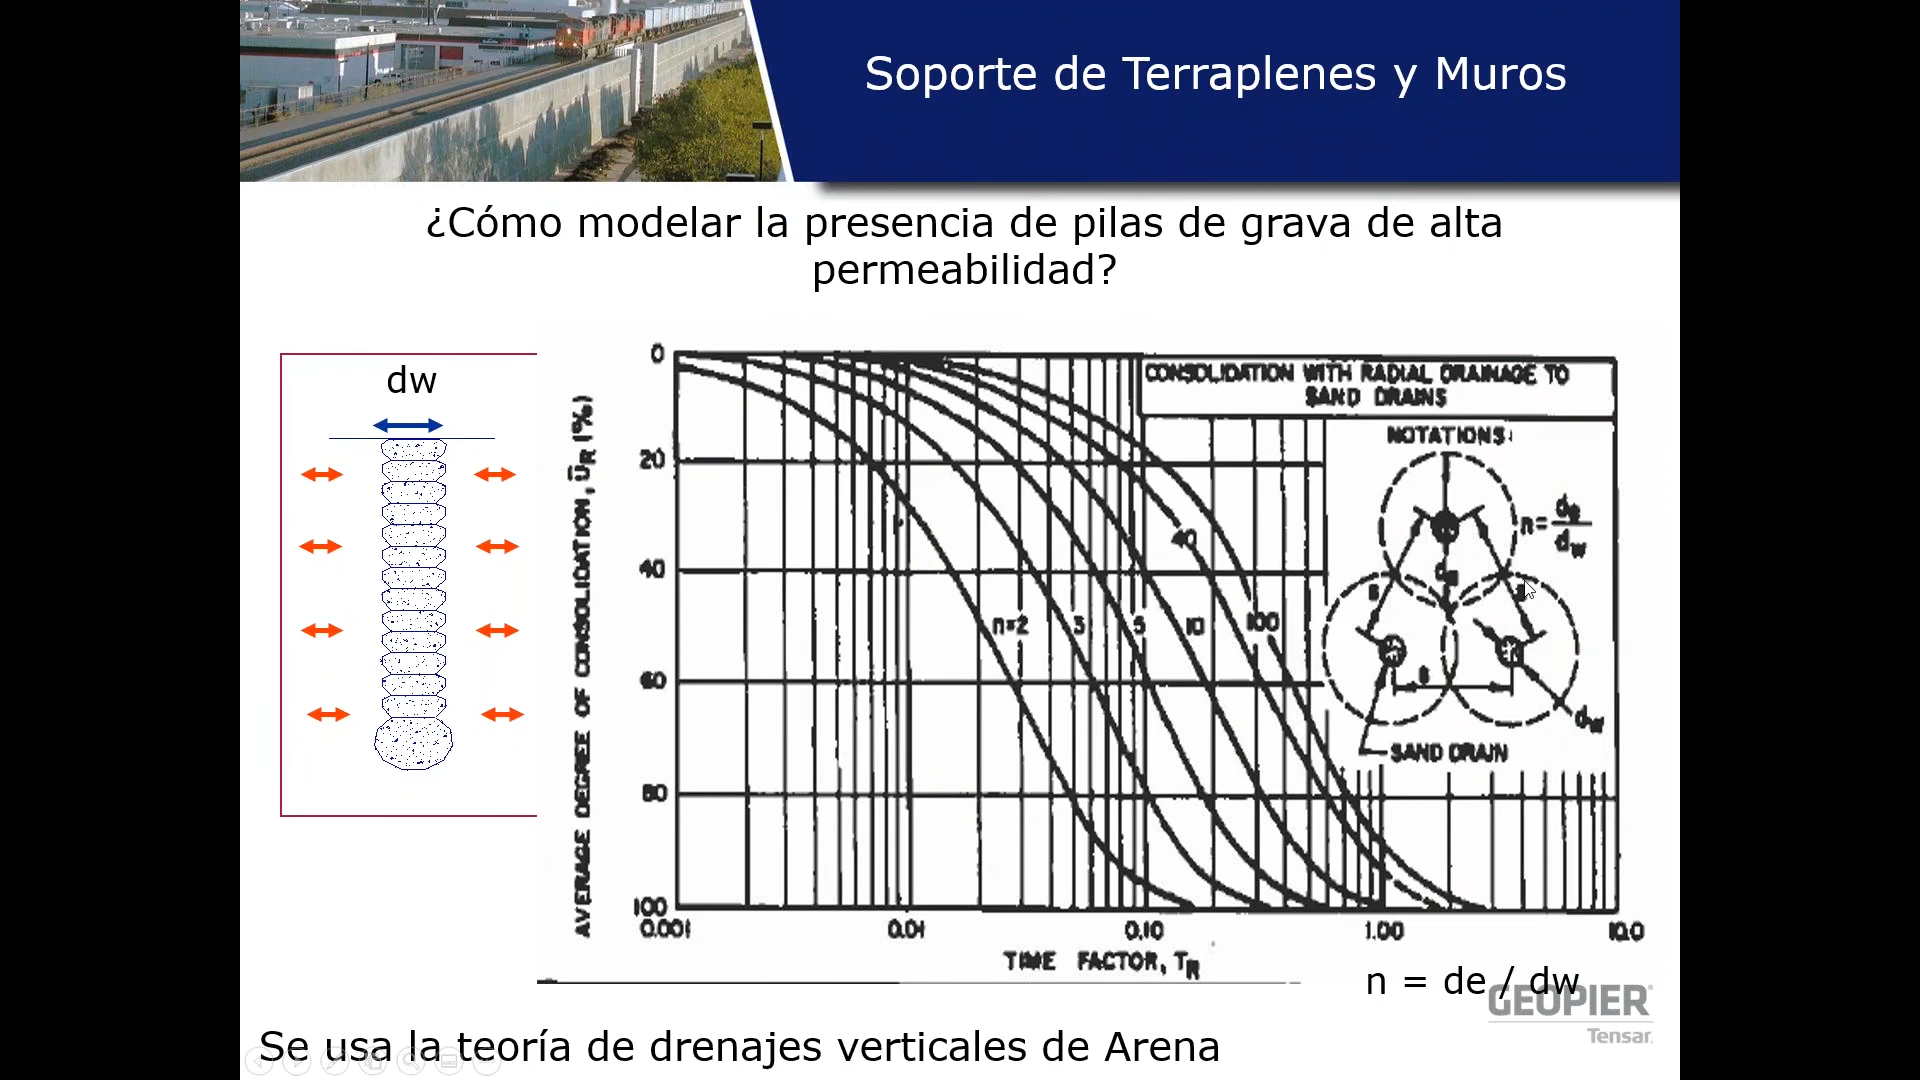 Soporte de Terraplenes y Muros
¿Cómo modelar la presencia de pilas de grava de alta
permeabilidad?
dw
AVERAGE DEGREE OF CONSOLIDATION, ŪR (%)
0
20
40
60
80
100
0.001
0.01
0.10
1.00
10.0
TIME FACTOR, TR
n=2
3
5
10
40
100
CONSOLIDATION WITH RADIAL DRAINAGE TO
SAND DRAINS
NOTATIONS:
n= de
dw
de
s
s
s
dw
SAND DRAIN
n = de / dw
GEOPIER®
Tensar.
Se usa la teoría de drenajes verticales de Arena